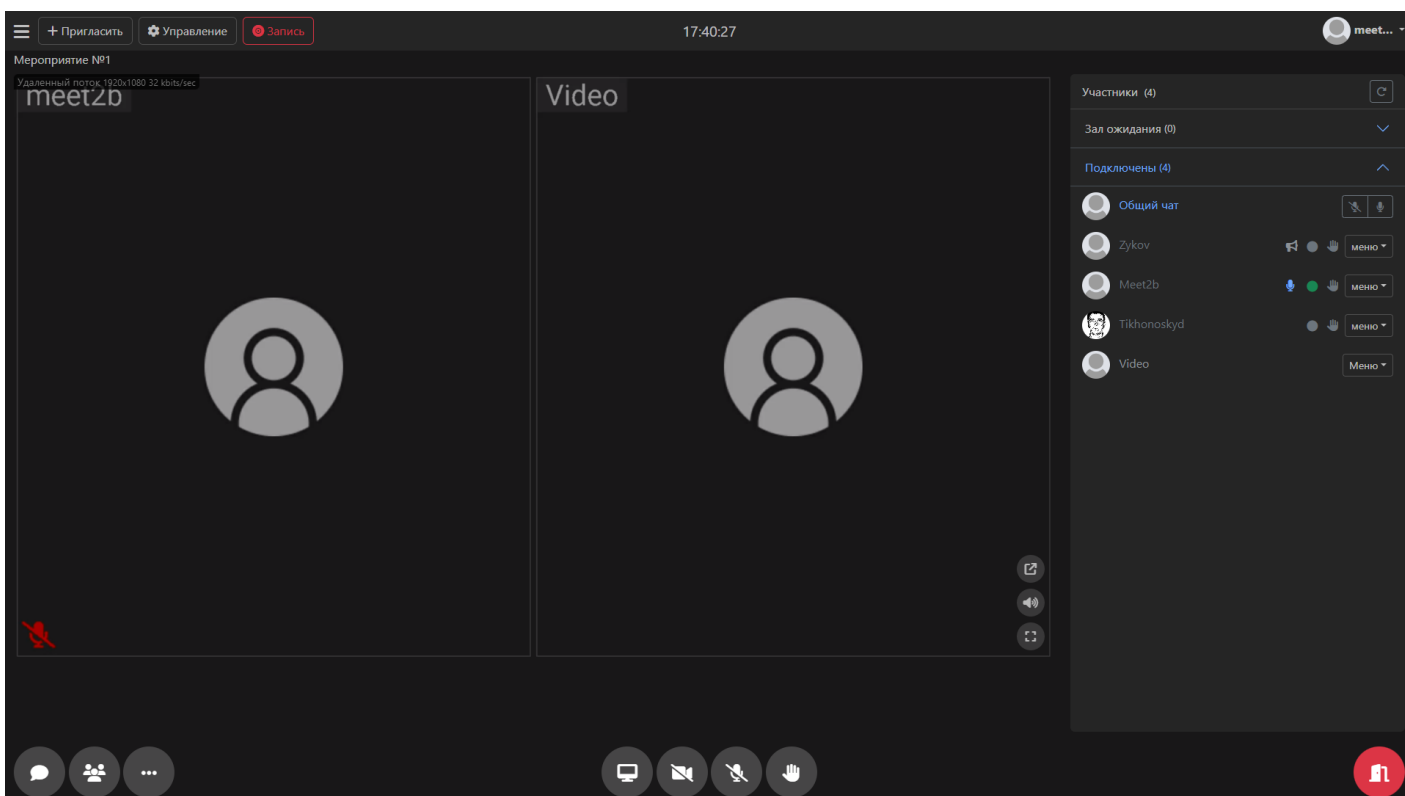 Пригласить Управление Запись 17:40:27 meet...
Мероприятие №1
Удаленный поток 1920x1080 32 kbits/sec
meet2b
Video
Участники (4)
Зал ожидания (0)
Подключены (4)
Общий чат
Zykov меню
Meet2b меню
Tikhonoskyd меню
Video Меню